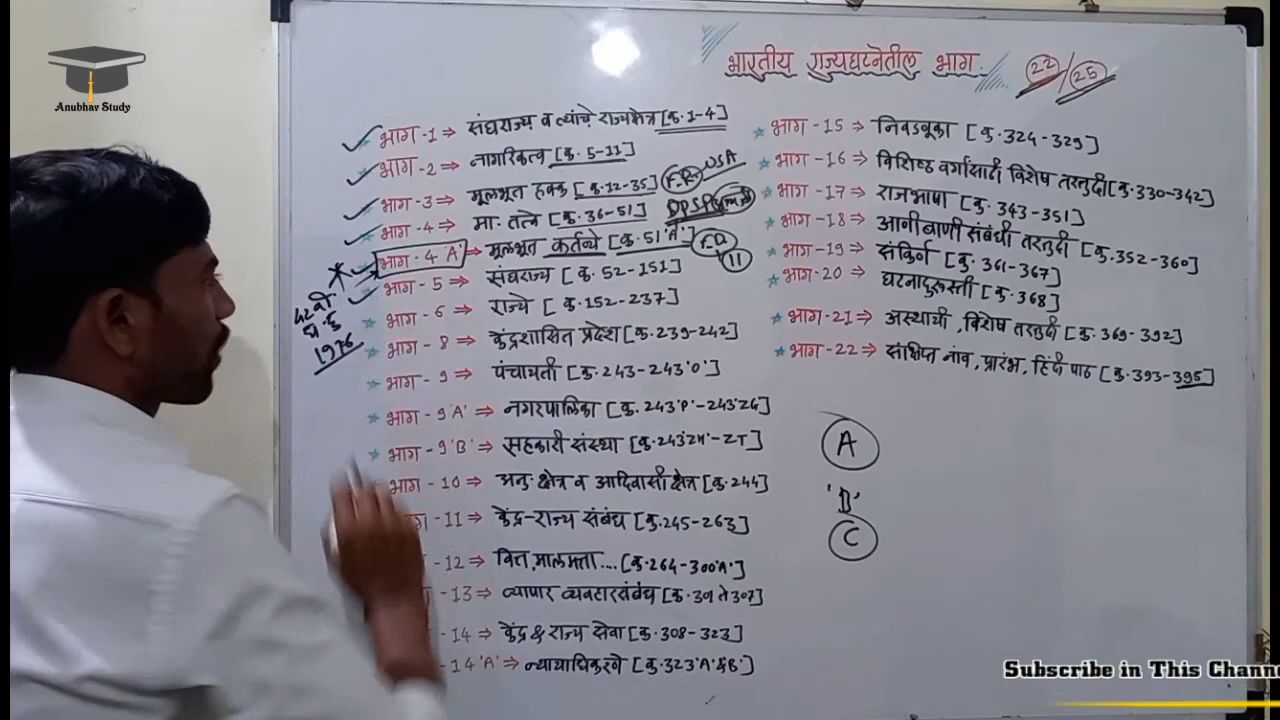 Anubhav Study
भारतीय राज्यघटनेतील भाग. 22/25
भाग-1 ⇒ संघराज्य व त्यांचे राज्यक्षेत्र [क.1-4]
भाग-2 ⇒ नागरिकत्व [क. 5-11]
भाग-3 ⇒ मूलभूत हक्क [क.12-35] F.R. USA
भाग-4 ⇒ मा. तत्वे [क. 36-51] DPSP
भाग-4 'A' ⇒ मूलभूत कर्तव्ये [क.51'A'] F.D 11
42 वी
1976
भाग-5 ⇒ संघराज्य [क. 52-151]
भाग-6 ⇒ राज्ये [क.152-237]
भाग-8 ⇒ केंद्रशासित प्रदेश [क.239-242]
भाग-9 ⇒ पंचायती [क.243-243'O']
भाग-9'A' ⇒ नगरपालिका [क.243'P'-243'ZG]
भाग-9'B' ⇒ सहकारी संस्था [क.243'ZH'-ZT]
भाग-10 ⇒ अनु. क्षेत्र व आदिवासी क्षेत्र [क.244]
ग-11 ⇒ केंद्र-राज्य संबंध [क.245-263]
-12 ⇒ वित्त,मालमत्ता.... [क.264-300'A']
-13 ⇒ व्यापार व्यवहारसंबंध [क.301 ते 307]
-14 ⇒ केंद्र & राज्य सेवा [क.308-323]
-14'A' ⇒ न्यायाधिकरणे [क.323'A'&'B']
भाग-15 ⇒ निवडणूका [क.324-329]
भाग-16 ⇒ विशिष्ठ वर्गासाठी विशेष तरतुदी [क.330-342]
भाग-17 ⇒ राजभाषा [क. 343-351]
भाग-18 ⇒ आनीबाणी संबंधी तरतुदी [क.352-360]
भाग-19 ⇒ संकिर्ण [क. 361-367]
भाग-20 ⇒ घटनादुरूस्ती [क.368]
भाग-21 ⇒ अस्थायी,विशेष तरतुदी [क. 369-392]
भाग-22 ⇒ संक्षिप्त नाव, प्रारंभ, हिंदी पाठ [क.393-395]
A
'B'
C
Subscribe in This Chann